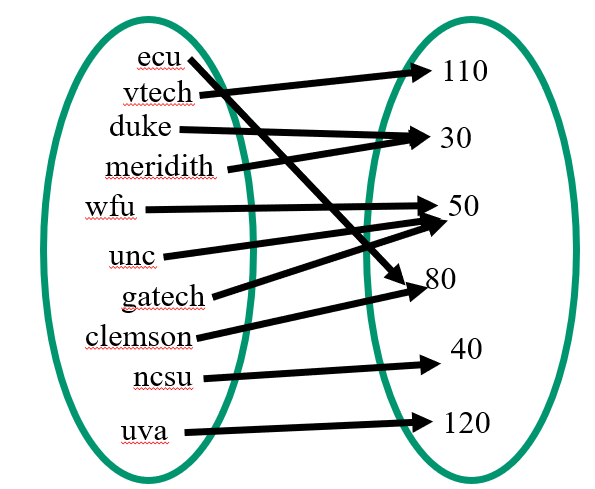 ecu
vtech
duke
meridith
wfu
unc
gatech
clemson
ncsu
uva
110
30
50
80
40
120